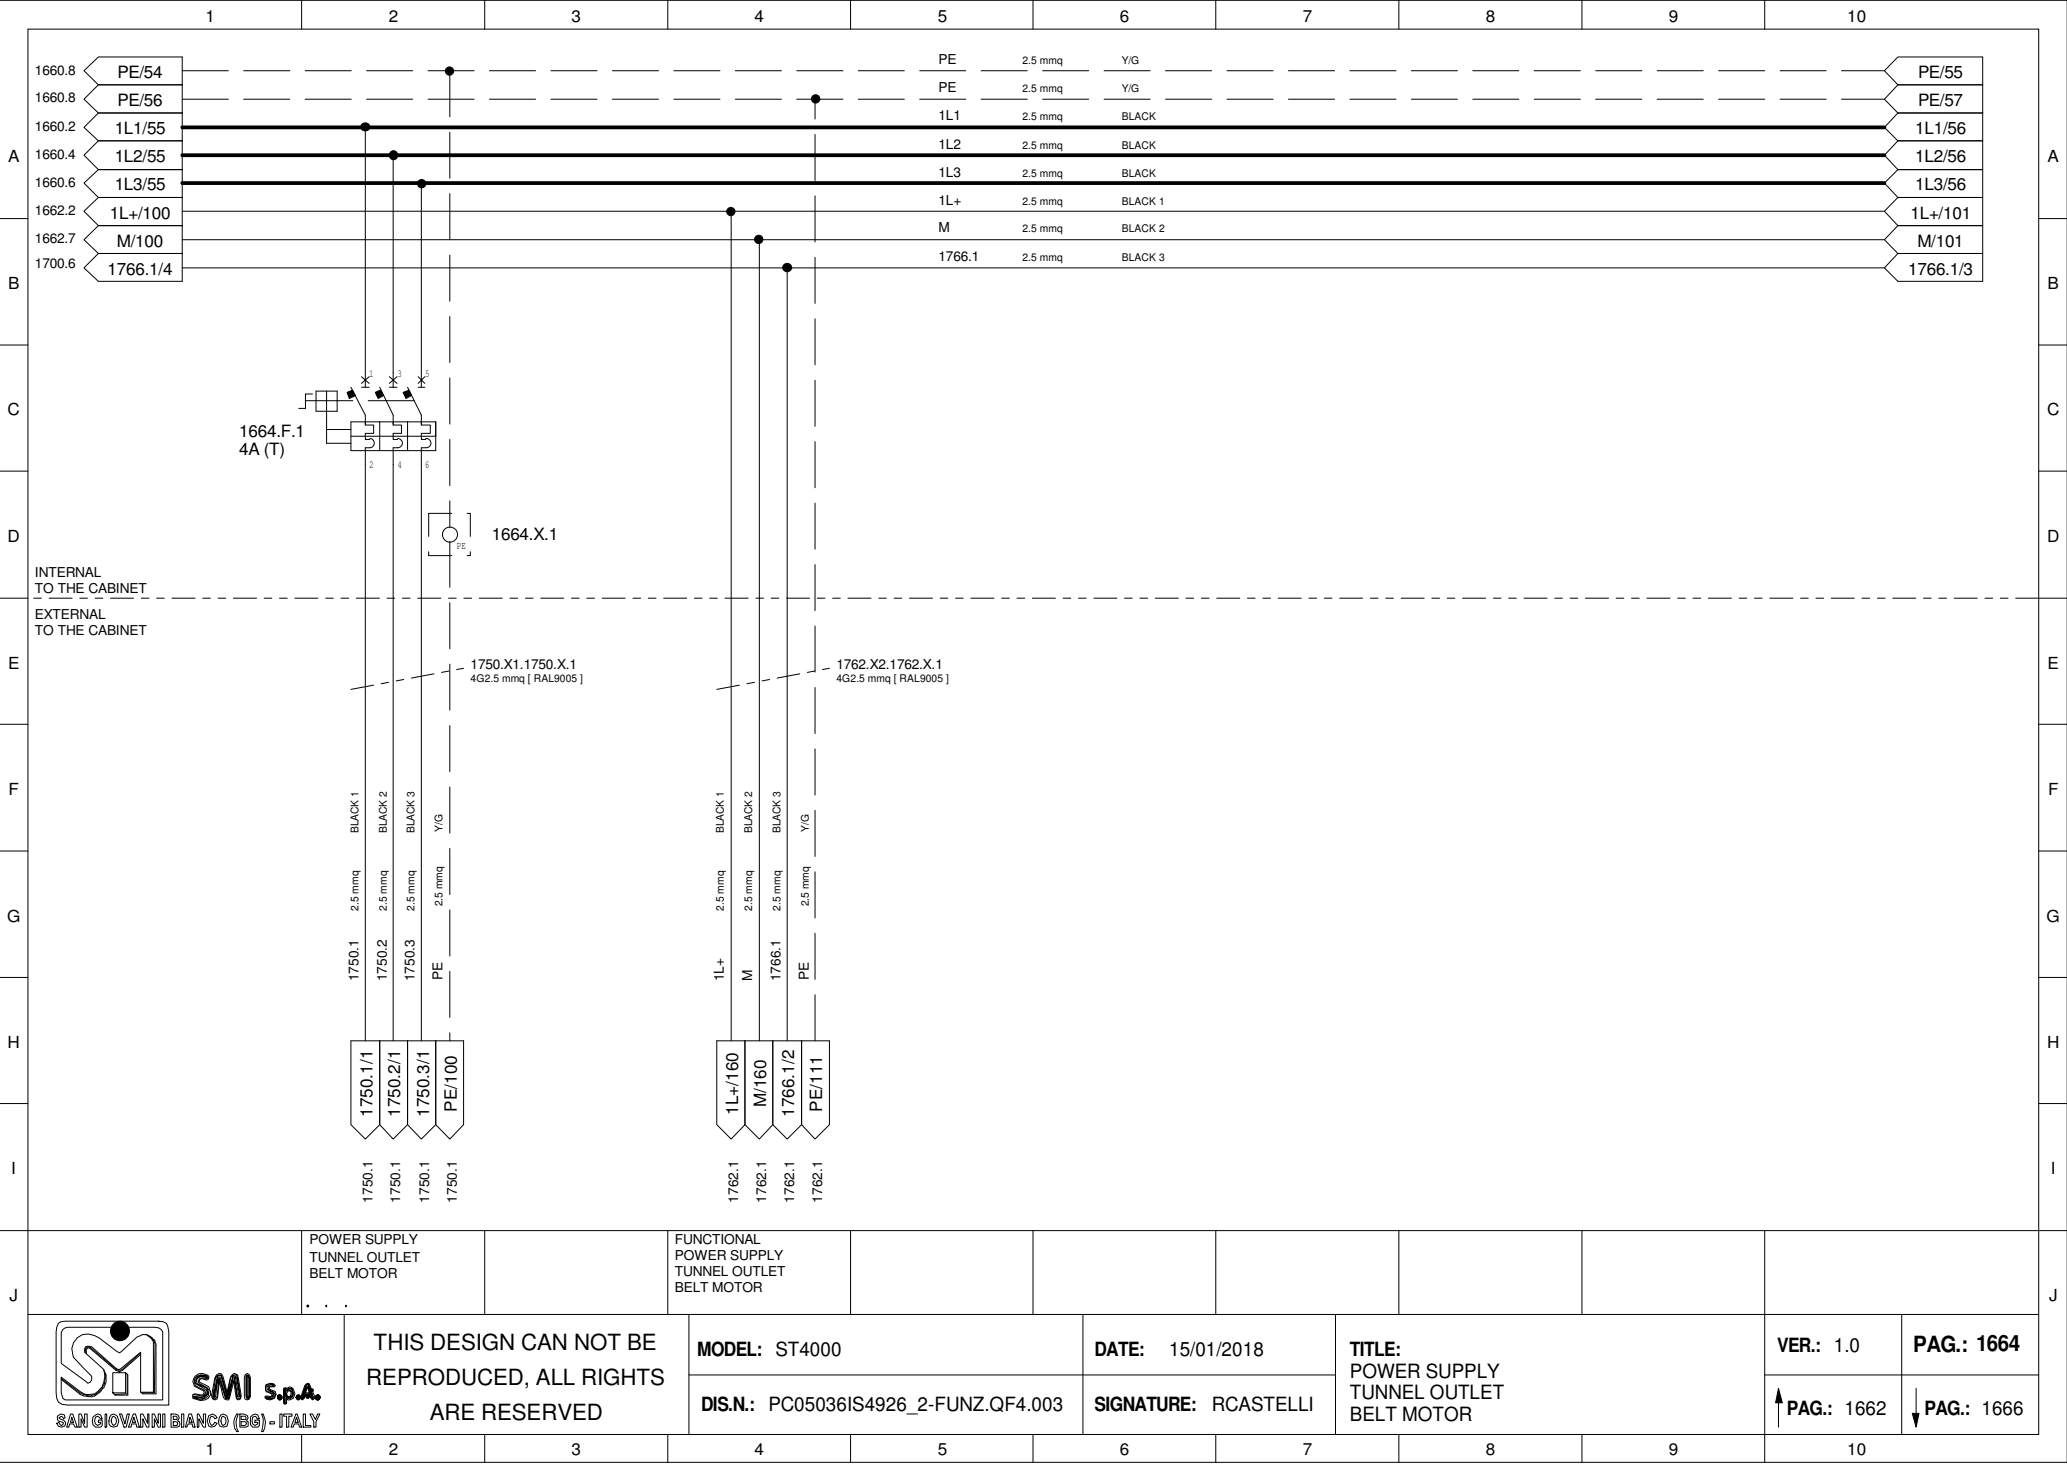 1 2 3 4 5 6 7 8 9 10
1660.8 PE/54 PE 2.5 mmq Y/G PE/55
1660.8 PE/56 PE 2.5 mmq Y/G PE/57
1660.2 1L1/55 1L1 2.5 mmq BLACK 1L1/56
A 1660.4 1L2/55 1L2 2.5 mmq BLACK 1L2/56 A
1660.6 1L3/55 1L3 2.5 mmq BLACK 1L3/56
1662.2 1L+/100 1L+ 2.5 mmq BLACK 1 1L+/101
1662.7 M/100 M 2.5 mmq BLACK 2 M/101
1700.6 1766.1/4 1766.1 2.5 mmq BLACK 3 1766.1/3
B B
1 3 5
C C
1664.F.1
4A (T)
2 4 6
D 1664.X.1 D
PE
INTERNAL
TO THE CABINET
EXTERNAL
TO THE CABINET
E 1750.X1.1750.X.1 1762.X2.1762.X.1 E
4G2.5 mmq [ RAL9005 ] 4G2.5 mmq [ RAL9005 ]
F F
BLACK 1 BLACK 2 BLACK 3 Y/G BLACK 1 BLACK 2 BLACK 3 Y/G
2.5 mmq 2.5 mmq 2.5 mmq 2.5 mmq 2.5 mmq 2.5 mmq 2.5 mmq 2.5 mmq
G G
1750.1 1750.2 1750.3 PE 1L+ M 1766.1 PE
H H
1750.1/1 1750.2/1 1750.3/1 PE/100 1L+/160 M/160 1766.1/2 PE/111
I I
1750.1 1750.1 1750.1 1750.1 1762.1 1762.1 1762.1 1762.1
POWER SUPPLY
TUNNEL OUTLET
BELT MOTOR
. . .
FUNCTIONAL
POWER SUPPLY
TUNNEL OUTLET
BELT MOTOR
J J
SMI S.p.A.
SAN GIOVANNI BIANCO (BG) - ITALY
THIS DESIGN CAN NOT BE
REPRODUCED, ALL RIGHTS
ARE RESERVED
MODEL: ST4000
DIS.N.: PC05036IS4926_2-FUNZ.QF4.003
DATE: 15/01/2018
SIGNATURE: RCASTELLI
TITLE:
POWER SUPPLY
TUNNEL OUTLET
BELT MOTOR
VER.: 1.0 PAG.: 1664
PAG.: 1662 PAG.: 1666
1 2 3 4 5 6 7 8 9 10